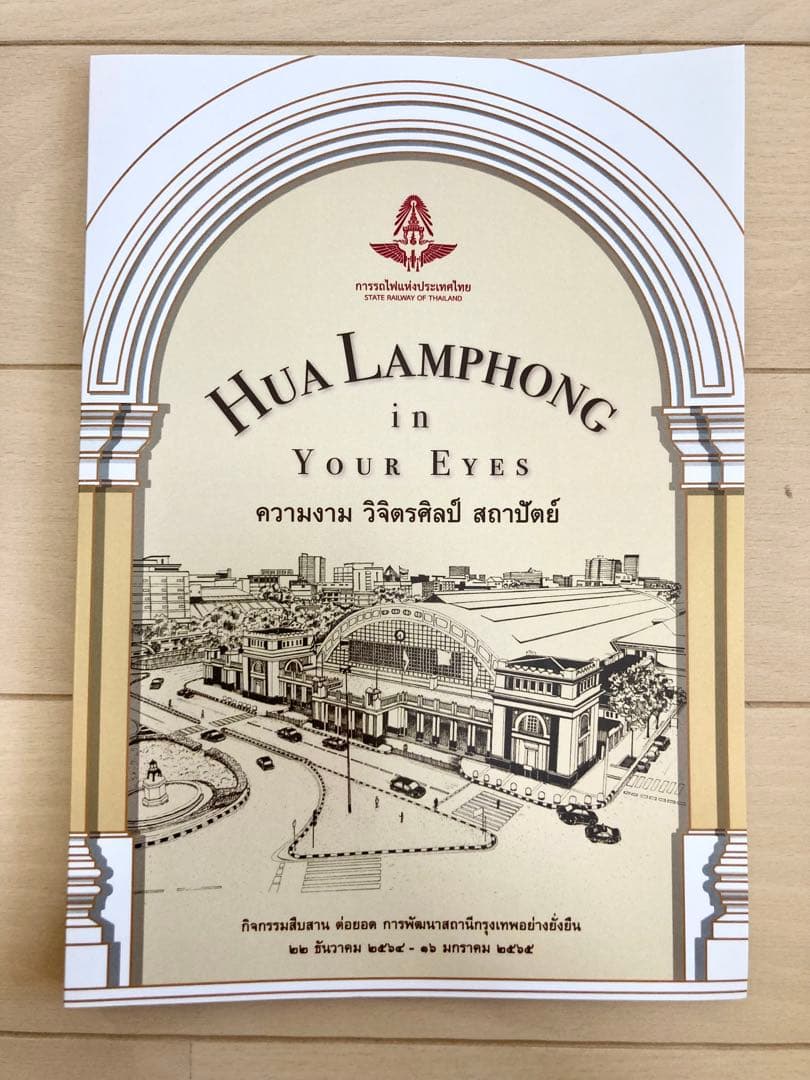 การรถไฟแห่งประเทศไทย
STATE RAILWAY OF THAILAND
HUA LAMPHONG
in
YOUR EYES
ความงาม วิจิตรศิลป์ สถาปัตย์
กิจกรรมสืบสาน ต่อยอด การพัฒนาสถานีกรุงเทพอย่างยั่งยืน
๒๒ ธันวาคม ๒๕๖๔ - ๑๖ มกราคม ๒๕๖๕